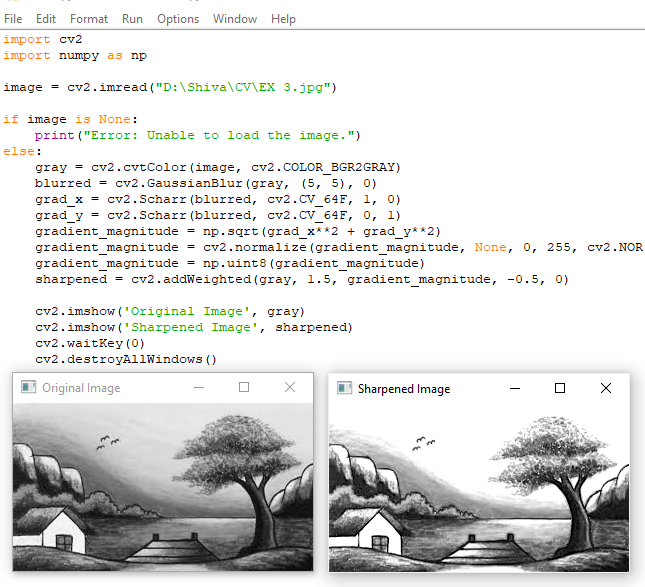 File Edit Format Run Options Window Help
import cv2
import numpy as np
image = cv2.imread("D:\Shiva\CV\EX 3.jpg")
if image is None:
    print("Error: Unable to load the image.")
else:
    gray = cv2.cvtColor(image, cv2.COLOR_BGR2GRAY)
    blurred = cv2.GaussianBlur(gray, (5, 5), 0)
    grad_x = cv2.Scharr(blurred, cv2.CV_64F, 1, 0)
    grad_y = cv2.Scharr(blurred, cv2.CV_64F, 0, 1)
    gradient_magnitude = np.sqrt(grad_x**2 + grad_y**2)
    gradient_magnitude = cv2.normalize(gradient_magnitude, None, 0, 255, cv2.NOR
    gradient_magnitude = np.uint8(gradient_magnitude)
    sharpened = cv2.addWeighted(gray, 1.5, gradient_magnitude, -0.5, 0)
    cv2.imshow('Original Image', gray)
    cv2.imshow('Sharpened Image', sharpened)
    cv2.waitKey(0)
    cv2.destroyAllWindows()
Original Image
Sharpened Image